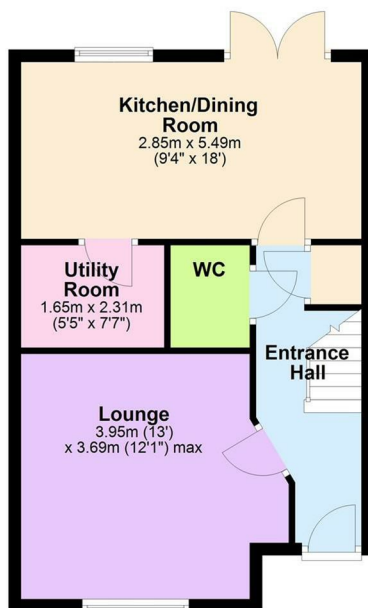 Kitchen/Dining
Room
2.85m x 5.49m
(9'4" x 18')
Utility
Room
1.65m x 2.31m
(5'5" x 7'7")
WC
Entrance
Hall
Lounge
3.95m (13')
x 3.69m (12'1") max